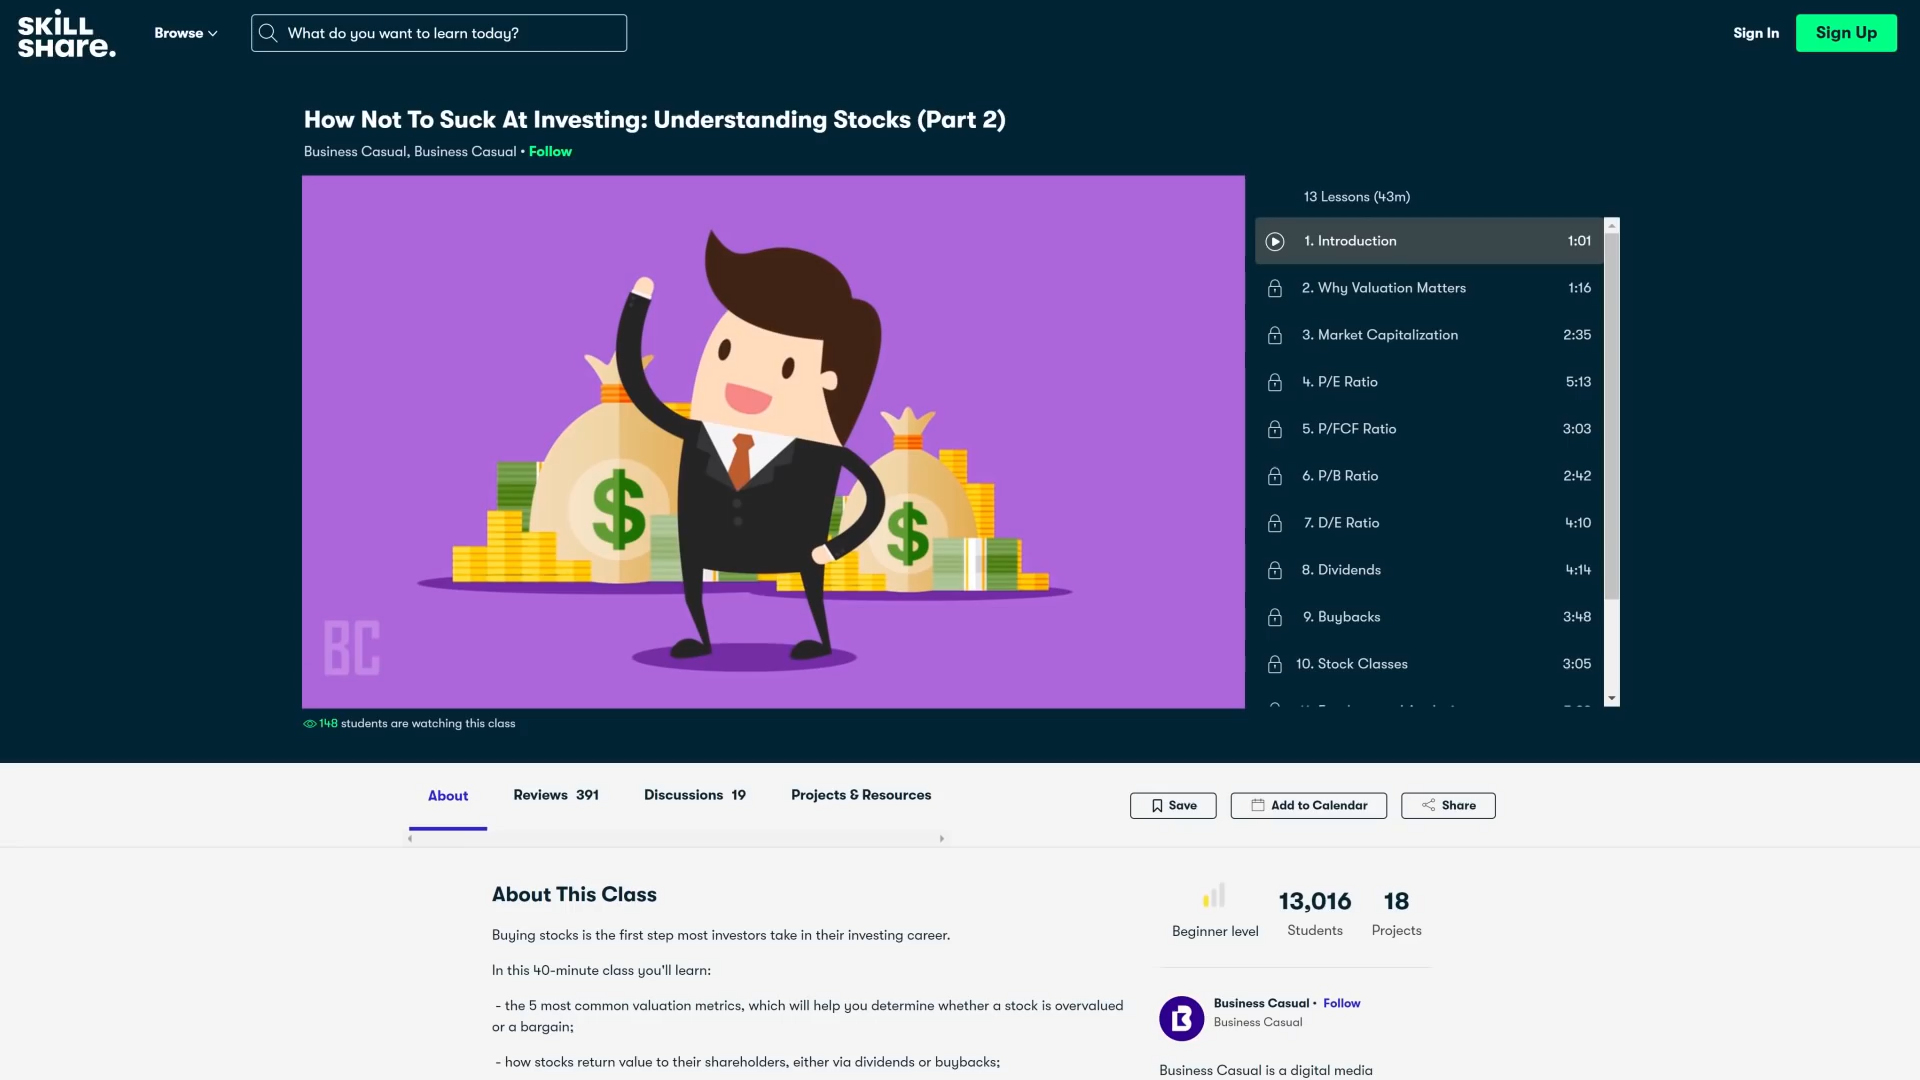 SKILL
SHare.
Browse
What do you want to learn today?
Sign In
Sign Up
How Not To Suck At Investing: Understanding Stocks (Part 2)
Business Casual, Business Casual • Follow
13 Lessons (43m)
1. Introduction 1:01
2. Why Valuation Matters 1:16
3. Market Capitalization 2:35
4. P/E Ratio 5:13
5. P/FCF Ratio 3:03
6. P/B Ratio 2:42
7. D/E Ratio 4:10
8. Dividends 4:14
9. Buybacks 3:48
10. Stock Classes 3:05
$ $
BC
148 students are watching this class
About
Reviews 391
Discussions 19
Projects & Resources
Save
Add to Calendar
Share
About This Class
Buying stocks is the first step most investors take in their investing career.
In this 40-minute class you'll learn:
- the 5 most common valuation metrics, which will help you determine whether a stock is overvalued
or a bargain;
- how stocks return value to their shareholders, either via dividends or buybacks;
13,016 18
Beginner level Students Projects
B
Business Casual • Follow
Business Casual
Business Casual is a digital media